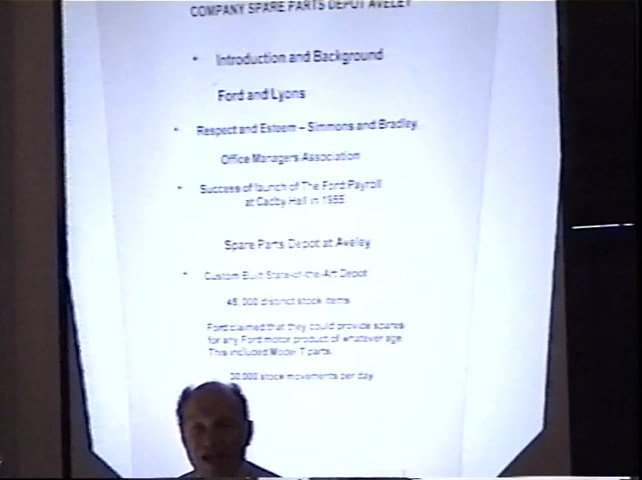 COMPANY SPARE PARTS DEPOT AVELEY
• Introduction and Background
Ford and Lyons
• Respect and Esteem – Simmons and Bradley
Office Managers Association
• Success of launch of The Ford Payroll
at Cadby Hall in 1955
Spare Parts Depot at Aveley
• Custom Built State-of-the-Art Depot
45,000 distinct stock items
Ford claimed that they could provide spares
for any Ford motor product of whatever age
This included Model T parts.
30,000 stock movements per day